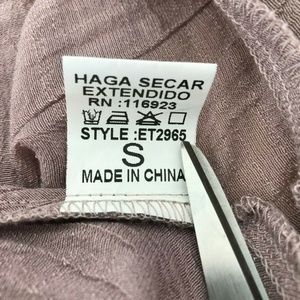 HAGA SECAR
EXTENDIDO
RN :116923
STYLE :ET2965
S
MADE IN CHINA